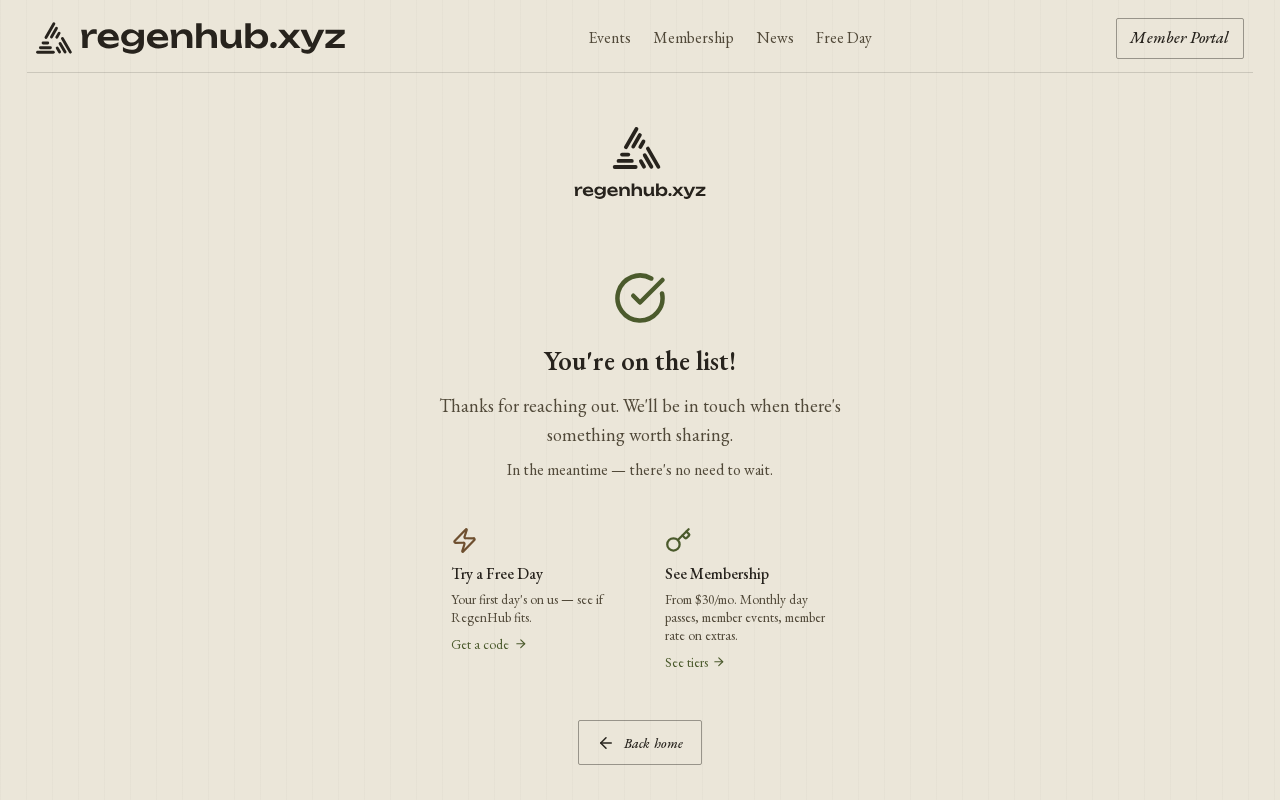 regenhub.xyz
Events Membership News Free Day
Member Portal
regenhub.xyz
You're on the list!
Thanks for reaching out. We'll be in touch when there's
something worth sharing.
In the meantime — there's no need to wait.
Try a Free Day
Your first day's on us — see if
RegenHub fits.
Get a code →
See Membership
From $30/mo. Monthly day
passes, member events, member
rate on extras.
See tiers →
← Back home